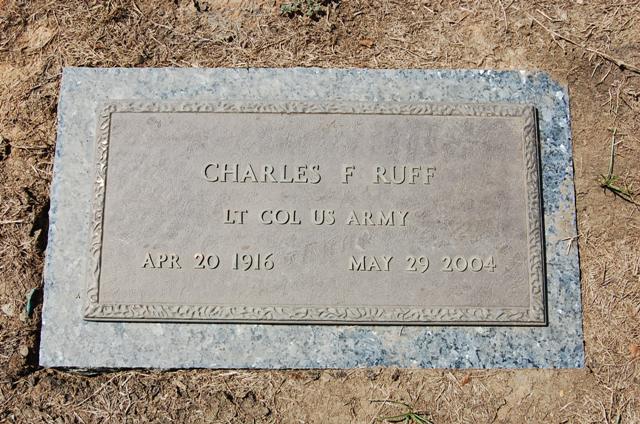 CHARLES F RUFF
LT COL US ARMY
APR 20 1916 MAY 29 2004